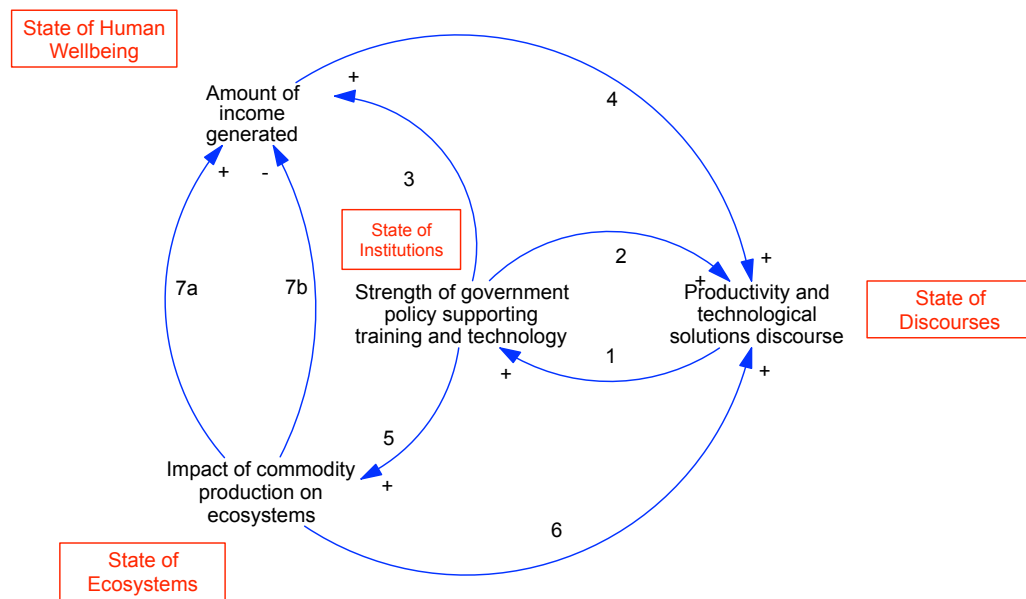 State of Human
Wellbeing
+
4
Amount of
income
generated
+
-
3
State of
Institutions
2
+
+
7a
7b
Strength of government
policy supporting
training and technology
Productivity and
technological
solutions discourse
State of
Discourses
1
+
+
5
+
Impact of commodity
production on
ecosystems
6
State of
Ecosystems